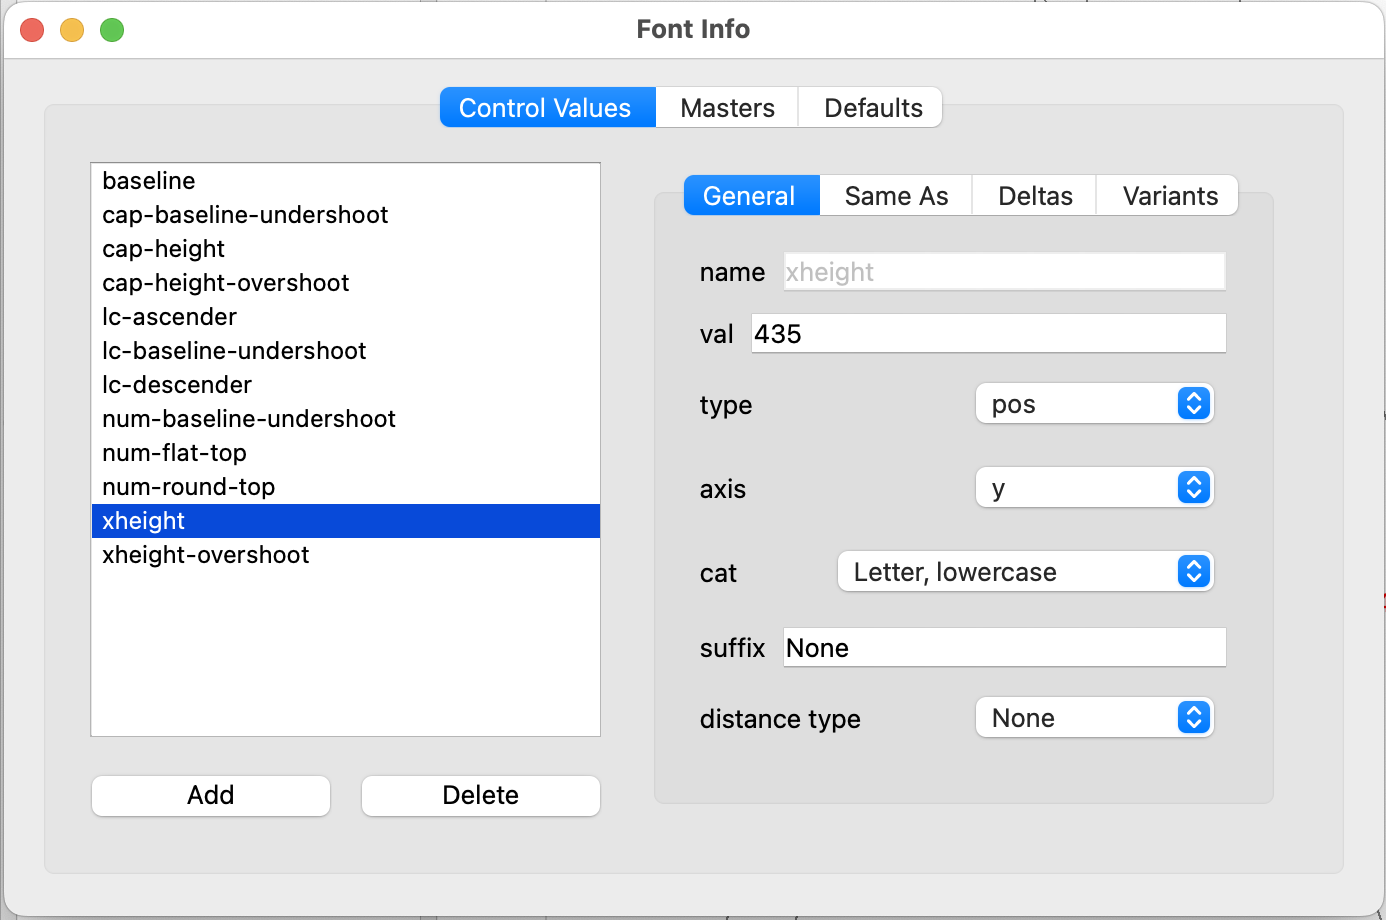 Font Info
Control Values Masters Defaults
baseline
cap-baseline-undershoot
cap-height
cap-height-overshoot
lc-ascender
lc-baseline-undershoot
lc-descender
num-baseline-undershoot
num-flat-top
num-round-top
xheight
xheight-overshoot
Add Delete
General Same As Deltas Variants
name xheight
val 435
type pos
axis y
cat Letter, lowercase
suffix None
distance type None